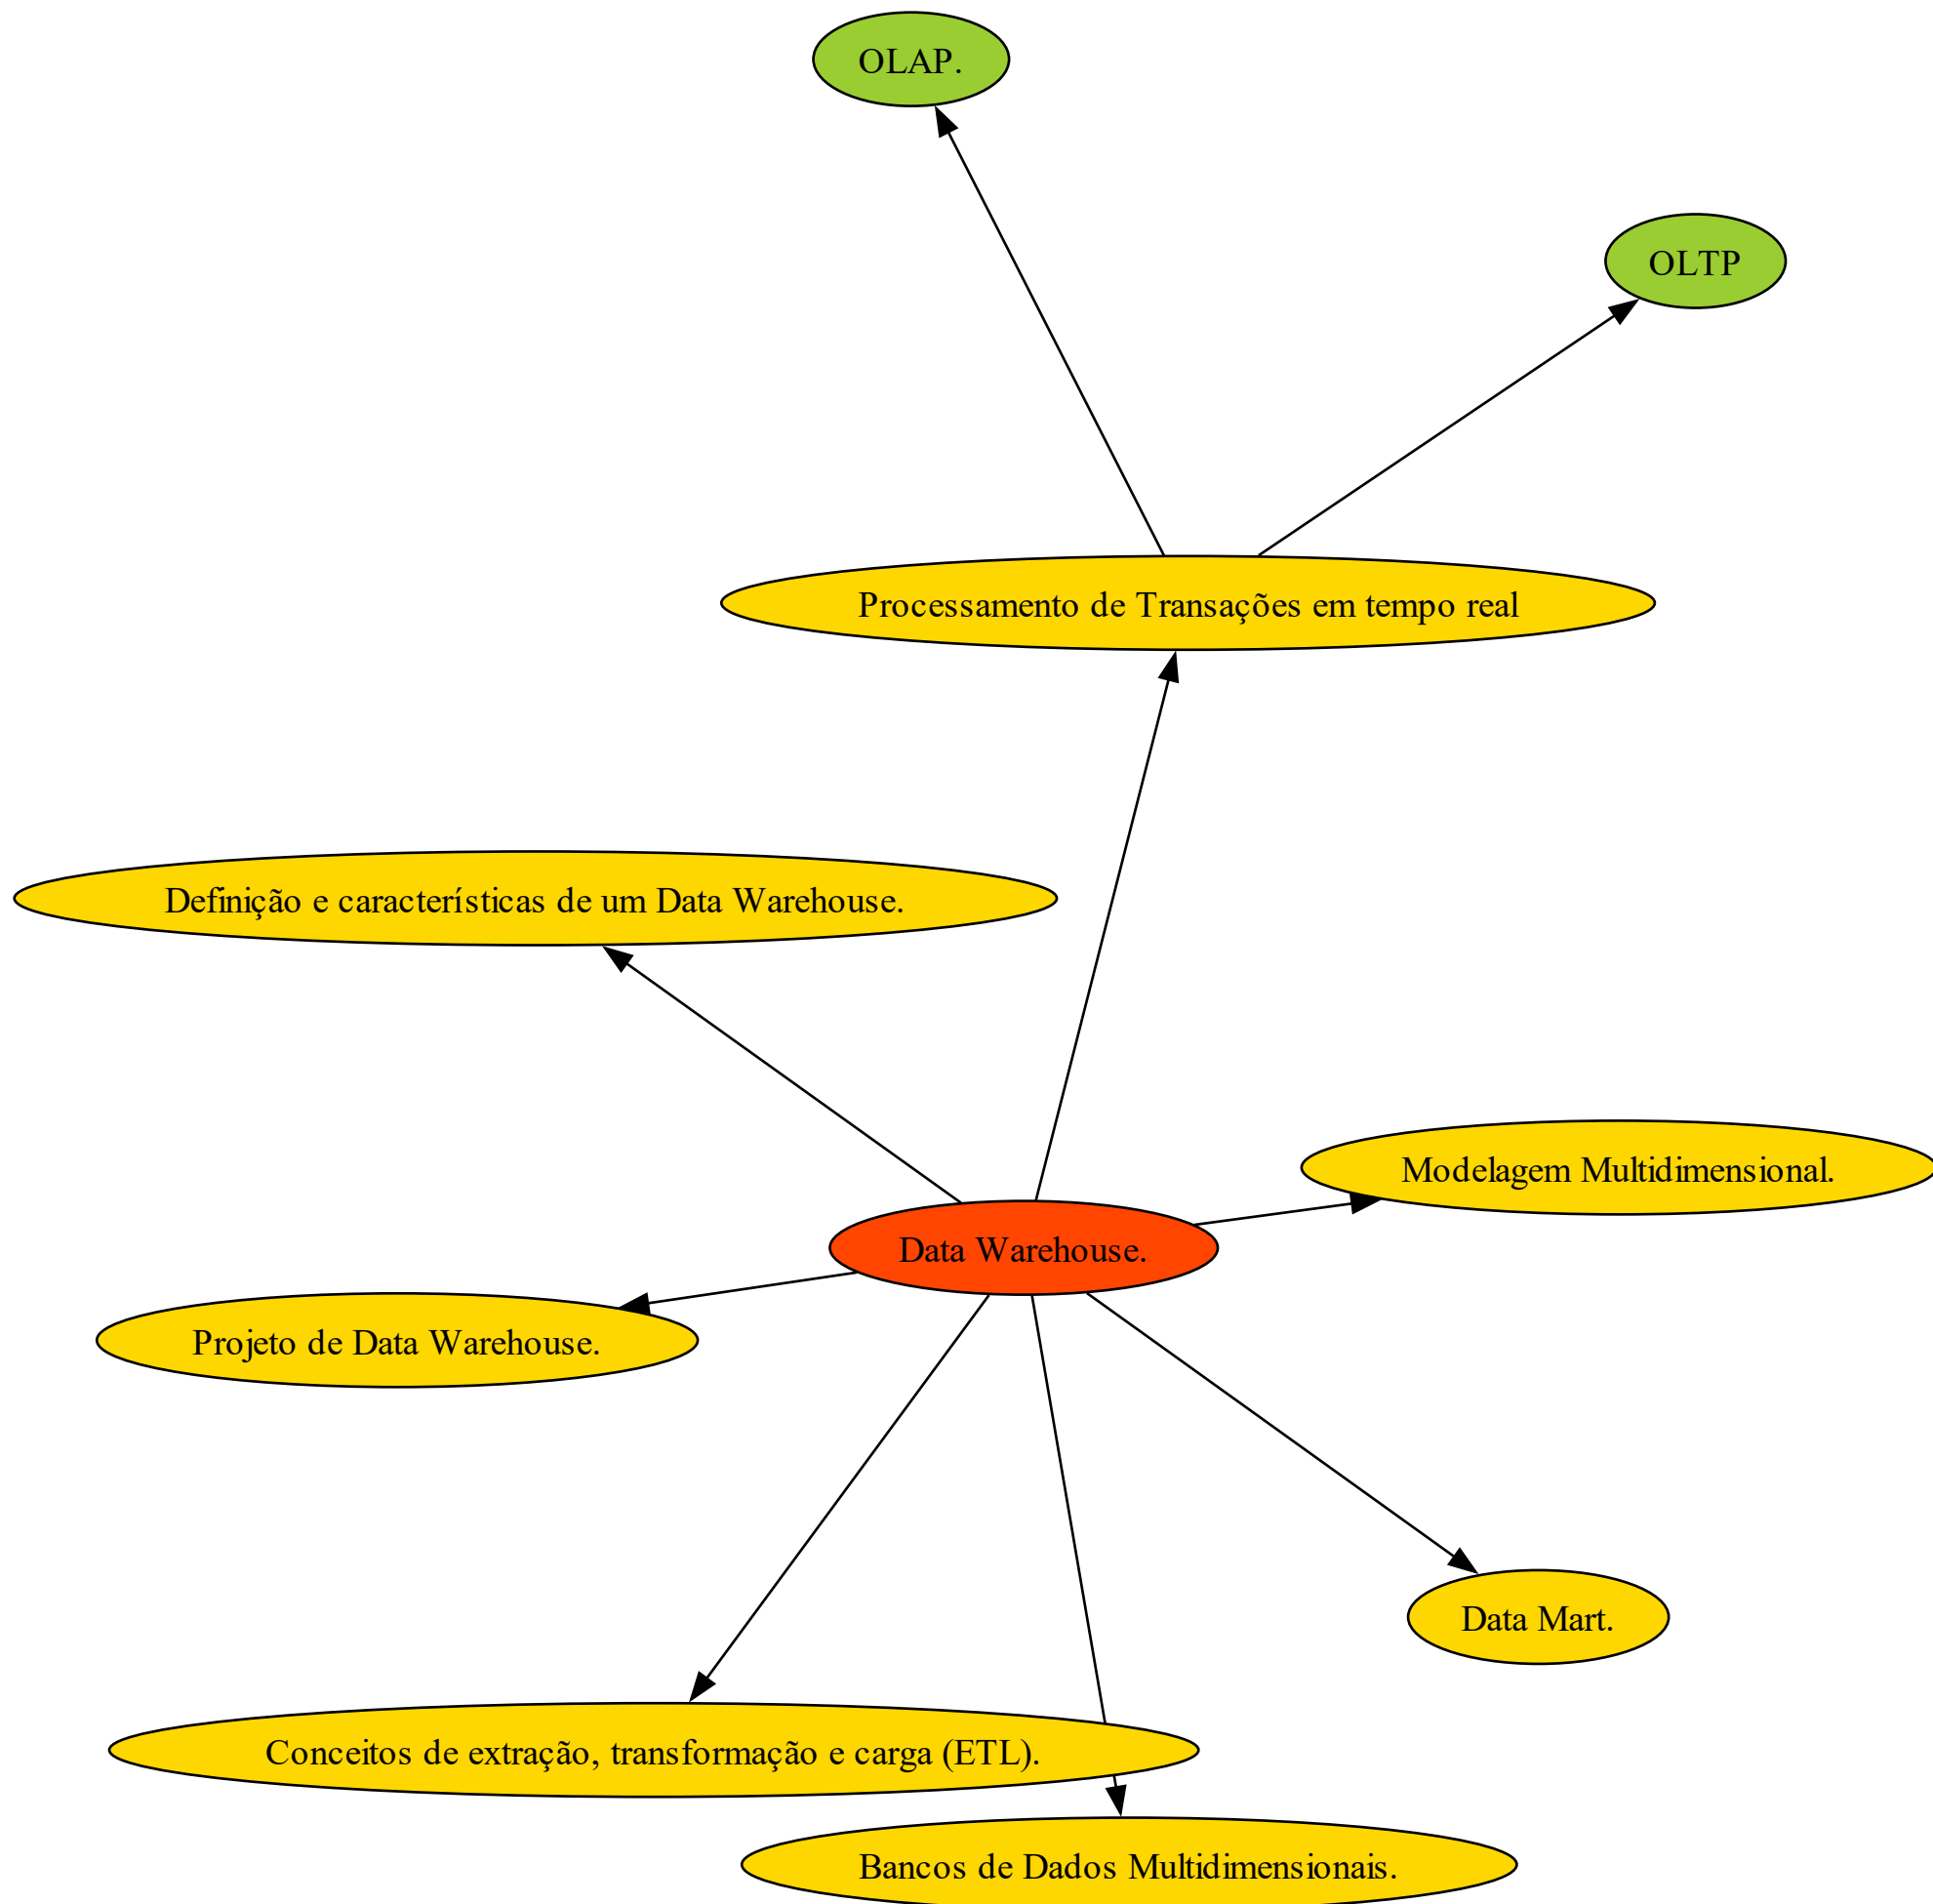 OLAP.
OLTP
Processamento de Transações em tempo real
Definição e características de um Data Warehouse.
Modelagem Multidimensional.
Data Warehouse.
Projeto de Data Warehouse.
Data Mart.
Conceitos de extração, transformação e carga (ETL).
Bancos de Dados Multidimensionais.